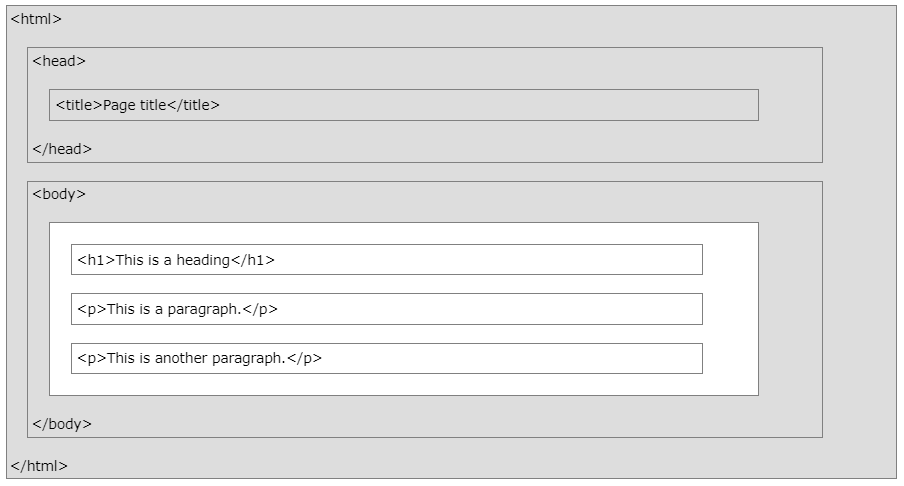 <html>
<head>
<title>Page title</title>
</head>
<body>
<h1>This is a heading</h1>
<p>This is a paragraph.</p>
<p>This is another paragraph.</p>
</body>
</html>